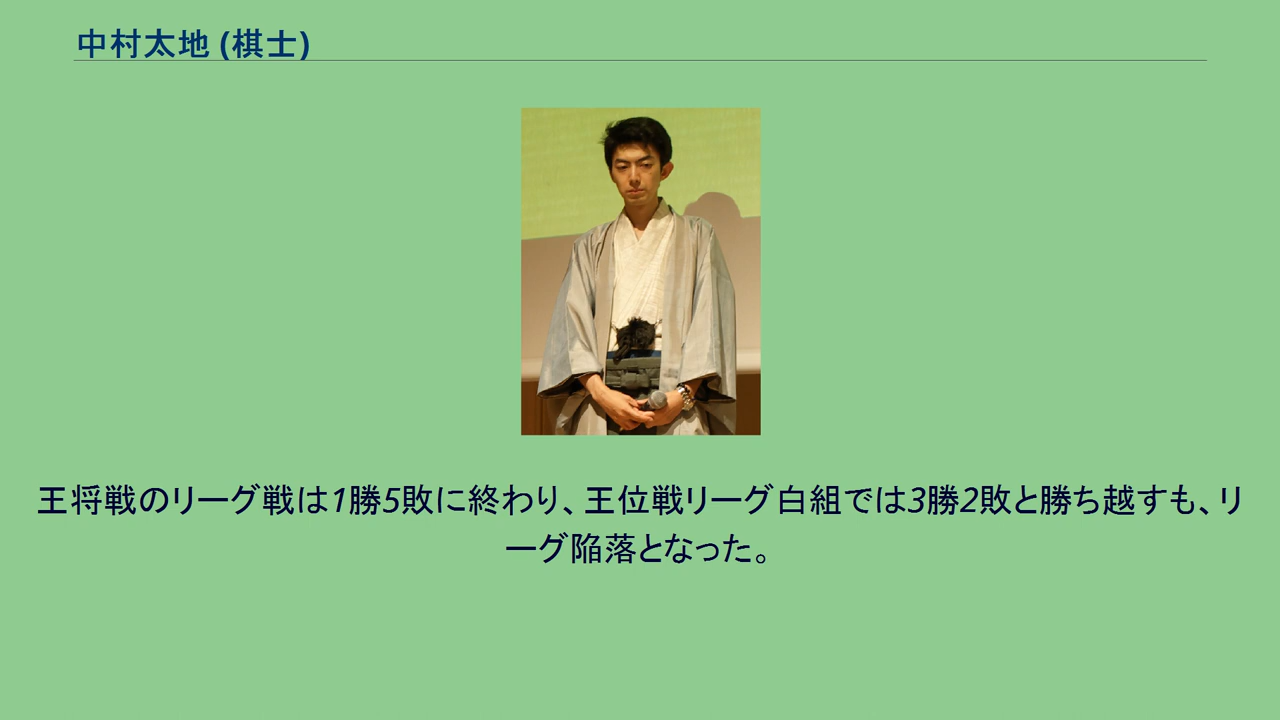 中村太地 (棋士)
王将戦のリーグ戦は1勝5敗に終わり、王位戦リーグ白組では3勝2敗と勝ち越すも、リ
ーグ陥落となった。